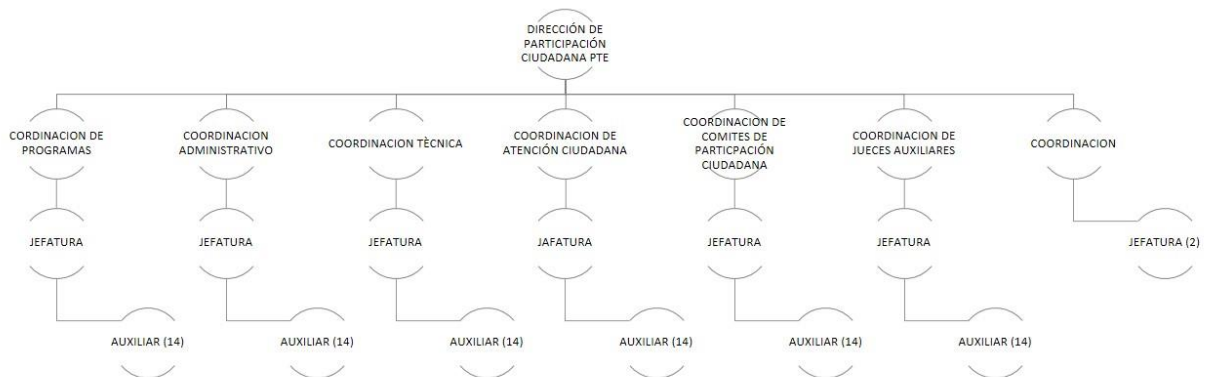 DIRECCIÓN DE
PARTICIPACIÓN
CIUDADANA PTE
CORDINACION DE
PROGRAMAS
COORDINACION
ADMINISTRATIVO
COORDINACION TÈCNICA
COORDINACION DE
ATENCIÓN CIUDADANA
COORDINACION DE
COMITES DE
PARTICPACIÓN
CIUDADANA
COORDINACION DE
JUECES AUXILIARES
COORDINACION
JEFATURA
JEFATURA
JEFATURA
JAFATURA
JEFATURA
JEFATURA
JEFATURA (2)
AUXILIAR (14)
AUXILIAR (14)
AUXILIAR (14)
AUXILIAR (14)
AUXILIAR (14)
AUXILIAR (14)